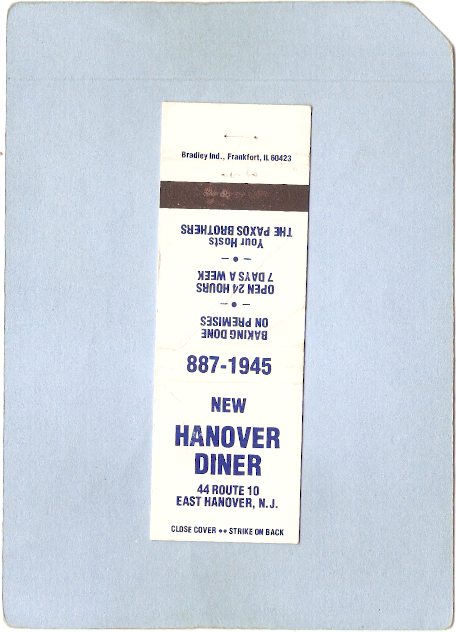 Bradley Ind., Frankfort, IL 60423
Your Hosts
THE PAXOS BROTHERS
OPEN 24 HOURS
7 DAYS A WEEK
BAKING DONE
ON PREMISES
887-1945
NEW
HANOVER
DINER
44 ROUTE 10
EAST HANOVER, N.J.
CLOSE COVER •• STRIKE ON BACK